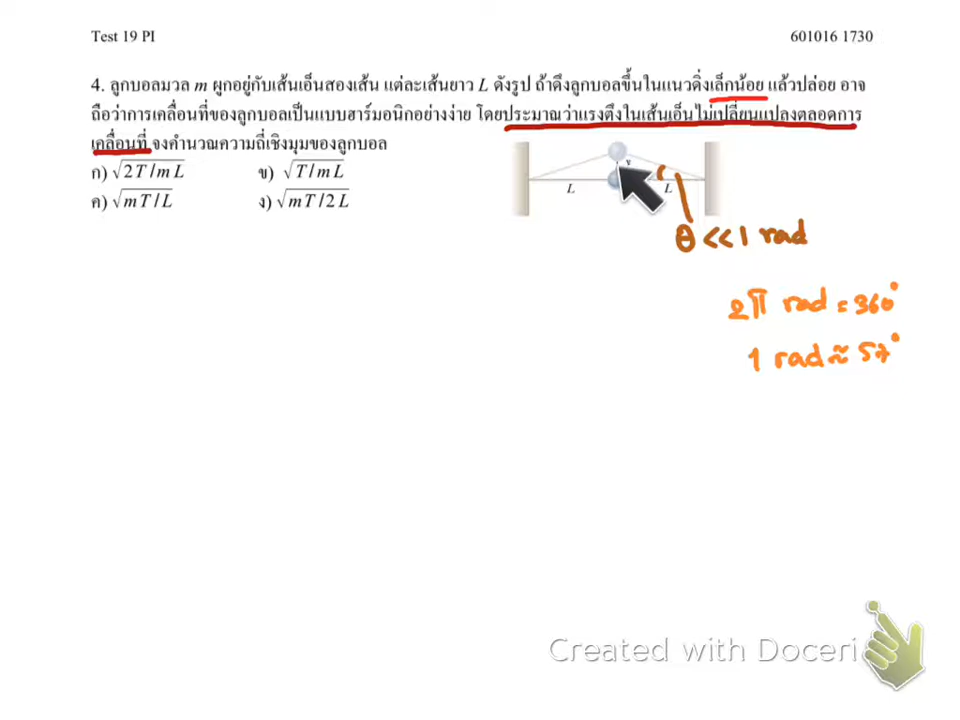 Test 19 PI 601016 1730
4. ลูกบอลมวล m ผูกอยู่กับเส้นเอ็นสองเส้น แต่ละเส้นยาว L ดังรูป ถ้าดึงลูกบอลขึ้นในแนวดิ่งเล็กน้อย แล้วปล่อย อาจ
ถือว่าการเคลื่อนที่ของลูกบอลเป็นแบบฮาร์มอนิกอย่างง่าย โดยประมาณว่าแรงตึงในเส้นเอ็นไม่เปลี่ยนแปลงตลอดการ
เคลื่อนที่ จงคำนวณความถี่เชิงมุมของลูกบอล
ก) √2T/mL ข) √T/mL
ค) √mT/L ง) √mT/2L
y
L L
θ << 1 rad
2π rad = 360°
1 rad ≈ 57°
Created with Doceri